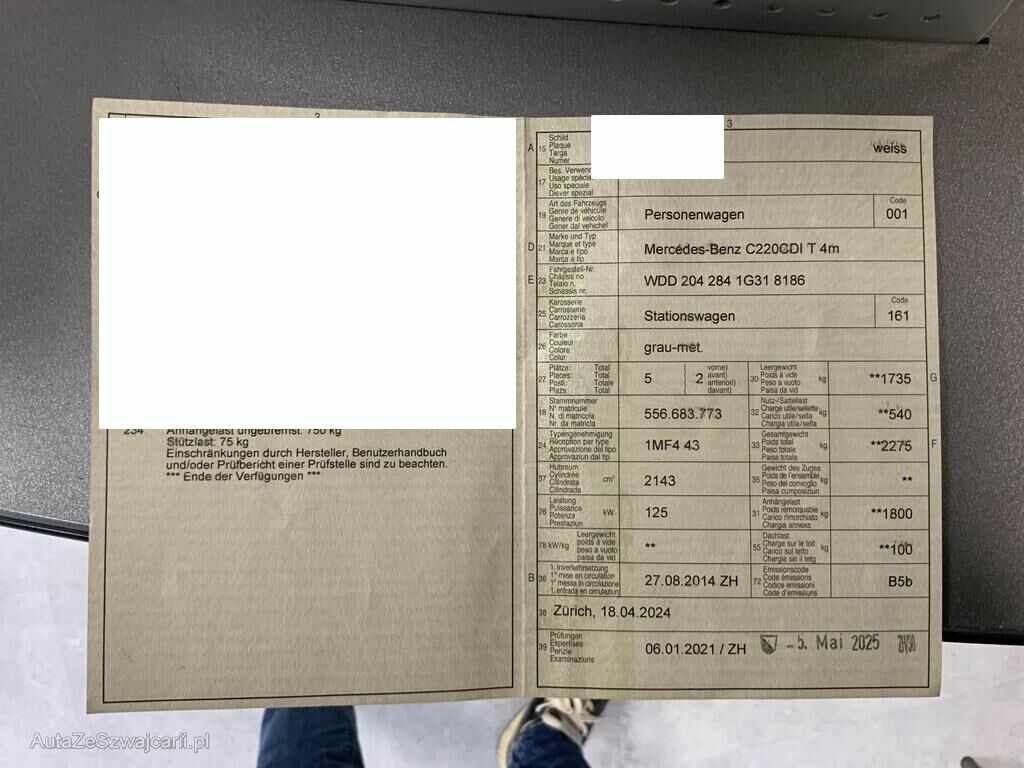 2
234 Anhängelast ungebremst: 750 kg
Stützlast: 75 kg
Einschränkungen durch Hersteller, Benutzerhandbuch
und/oder Prüfbericht einer Prüfstelle sind zu beachten.
*** Ende der Verfügungen ***
3
A 15 Schild
Plaque
Targa
Numer
weiss
17 Bes. Verwend
Usage spécia
Uso speciale
Diever spezial
19 Art des Fahrzeugs
Genre de véhicule
Genere di veicolo
Gener dal vehichel
Personenwagen
Code
001
D 21 Marke und Typ
Marque et type
Marca e tipo
Marca e tip
Mercedes-Benz C220CDI T 4m
E 23 Fahrgestell-Nr.
Châssis no
Telaio n.
Schassis nr.
WDD 204 284 1G31 8186
25 Karosserie
Carrosserie
Carrozzeria
Carossaria
Stationswagen
Code
161
26 Farbe
Couleur
Colore
Colur
grau-met.
27 Plätze: Total
Places: Total
Posti: Totale
Plazs: Total
5 ( 2 vorne)
avant)
anteriori)
davant)
30 Leergewicht
Poids à vide
Peso a vuoto
Paisa da vid
kg
**1735
G
18 Stammnummer
N° matricule
N. di matricola
Nr. da matricla
556.683.773
32 Nutz-/Sattellast
Charge utile/sellette
Carico utile/sella
Chargia utila/sella
kg
**540
24 Typengenehmigung
Réception par type
Approvazione del tipo
Approvaziun dal tip
1MF4 43
33 Gesamtgewicht
Poids total
Peso totale
Paisa totala
kg
**2275
F
37 Hubraum
Cylindrée
Cilindrata
Cilindrada
cm³
2143
35 Gewicht des Zuges
Poids de l'ensemble
Peso del convoglio
Paisa cumposiziun
kg
**
76 Leistung
Puissance
Potenza
Prestaziun
kW
125
31 Anhängelast
Poids remorquable
Carico rimorchiato
Chargia annexa
kg
**1800
78 kW/kg Leergewicht
poids à vide
peso a vuoto
paisa da vid
**
55 Dachlast
Charge sur le toit
Carico sul tetto
Chargia sin il tetg
kg
**100
B 36 1. Inverkehrsetzung
1re mise en circulation
1a messa in circolazione
1. entrada en circulaziun
27.08.2014 ZH
72 Emissionscode
Code émissions
Codice emissioni
Code d'emissiuns
B5b
38 Zürich, 18.04.2024
39 Prüfungen
Expertises
Perizie
Examinaziuns
06.01.2021 / ZH
-5. Mai 2025
AutaZeSzwajcarii.pl